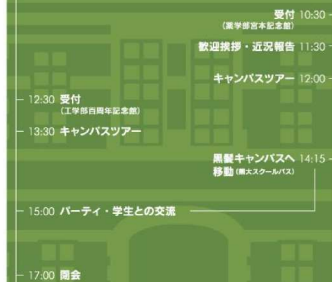 受付 10:30
(薬学部宮本記念館)
歓迎挨拶・近況報告 11:30
キャンパスツアー 12:00
12:30 受付
(工学部百周年記念館)
13:30 キャンパスツアー
黒髪キャンパスへ 14:15
移動(熊大スクールバス)
15:00 パーティ・学生との交流
17:00 閉会